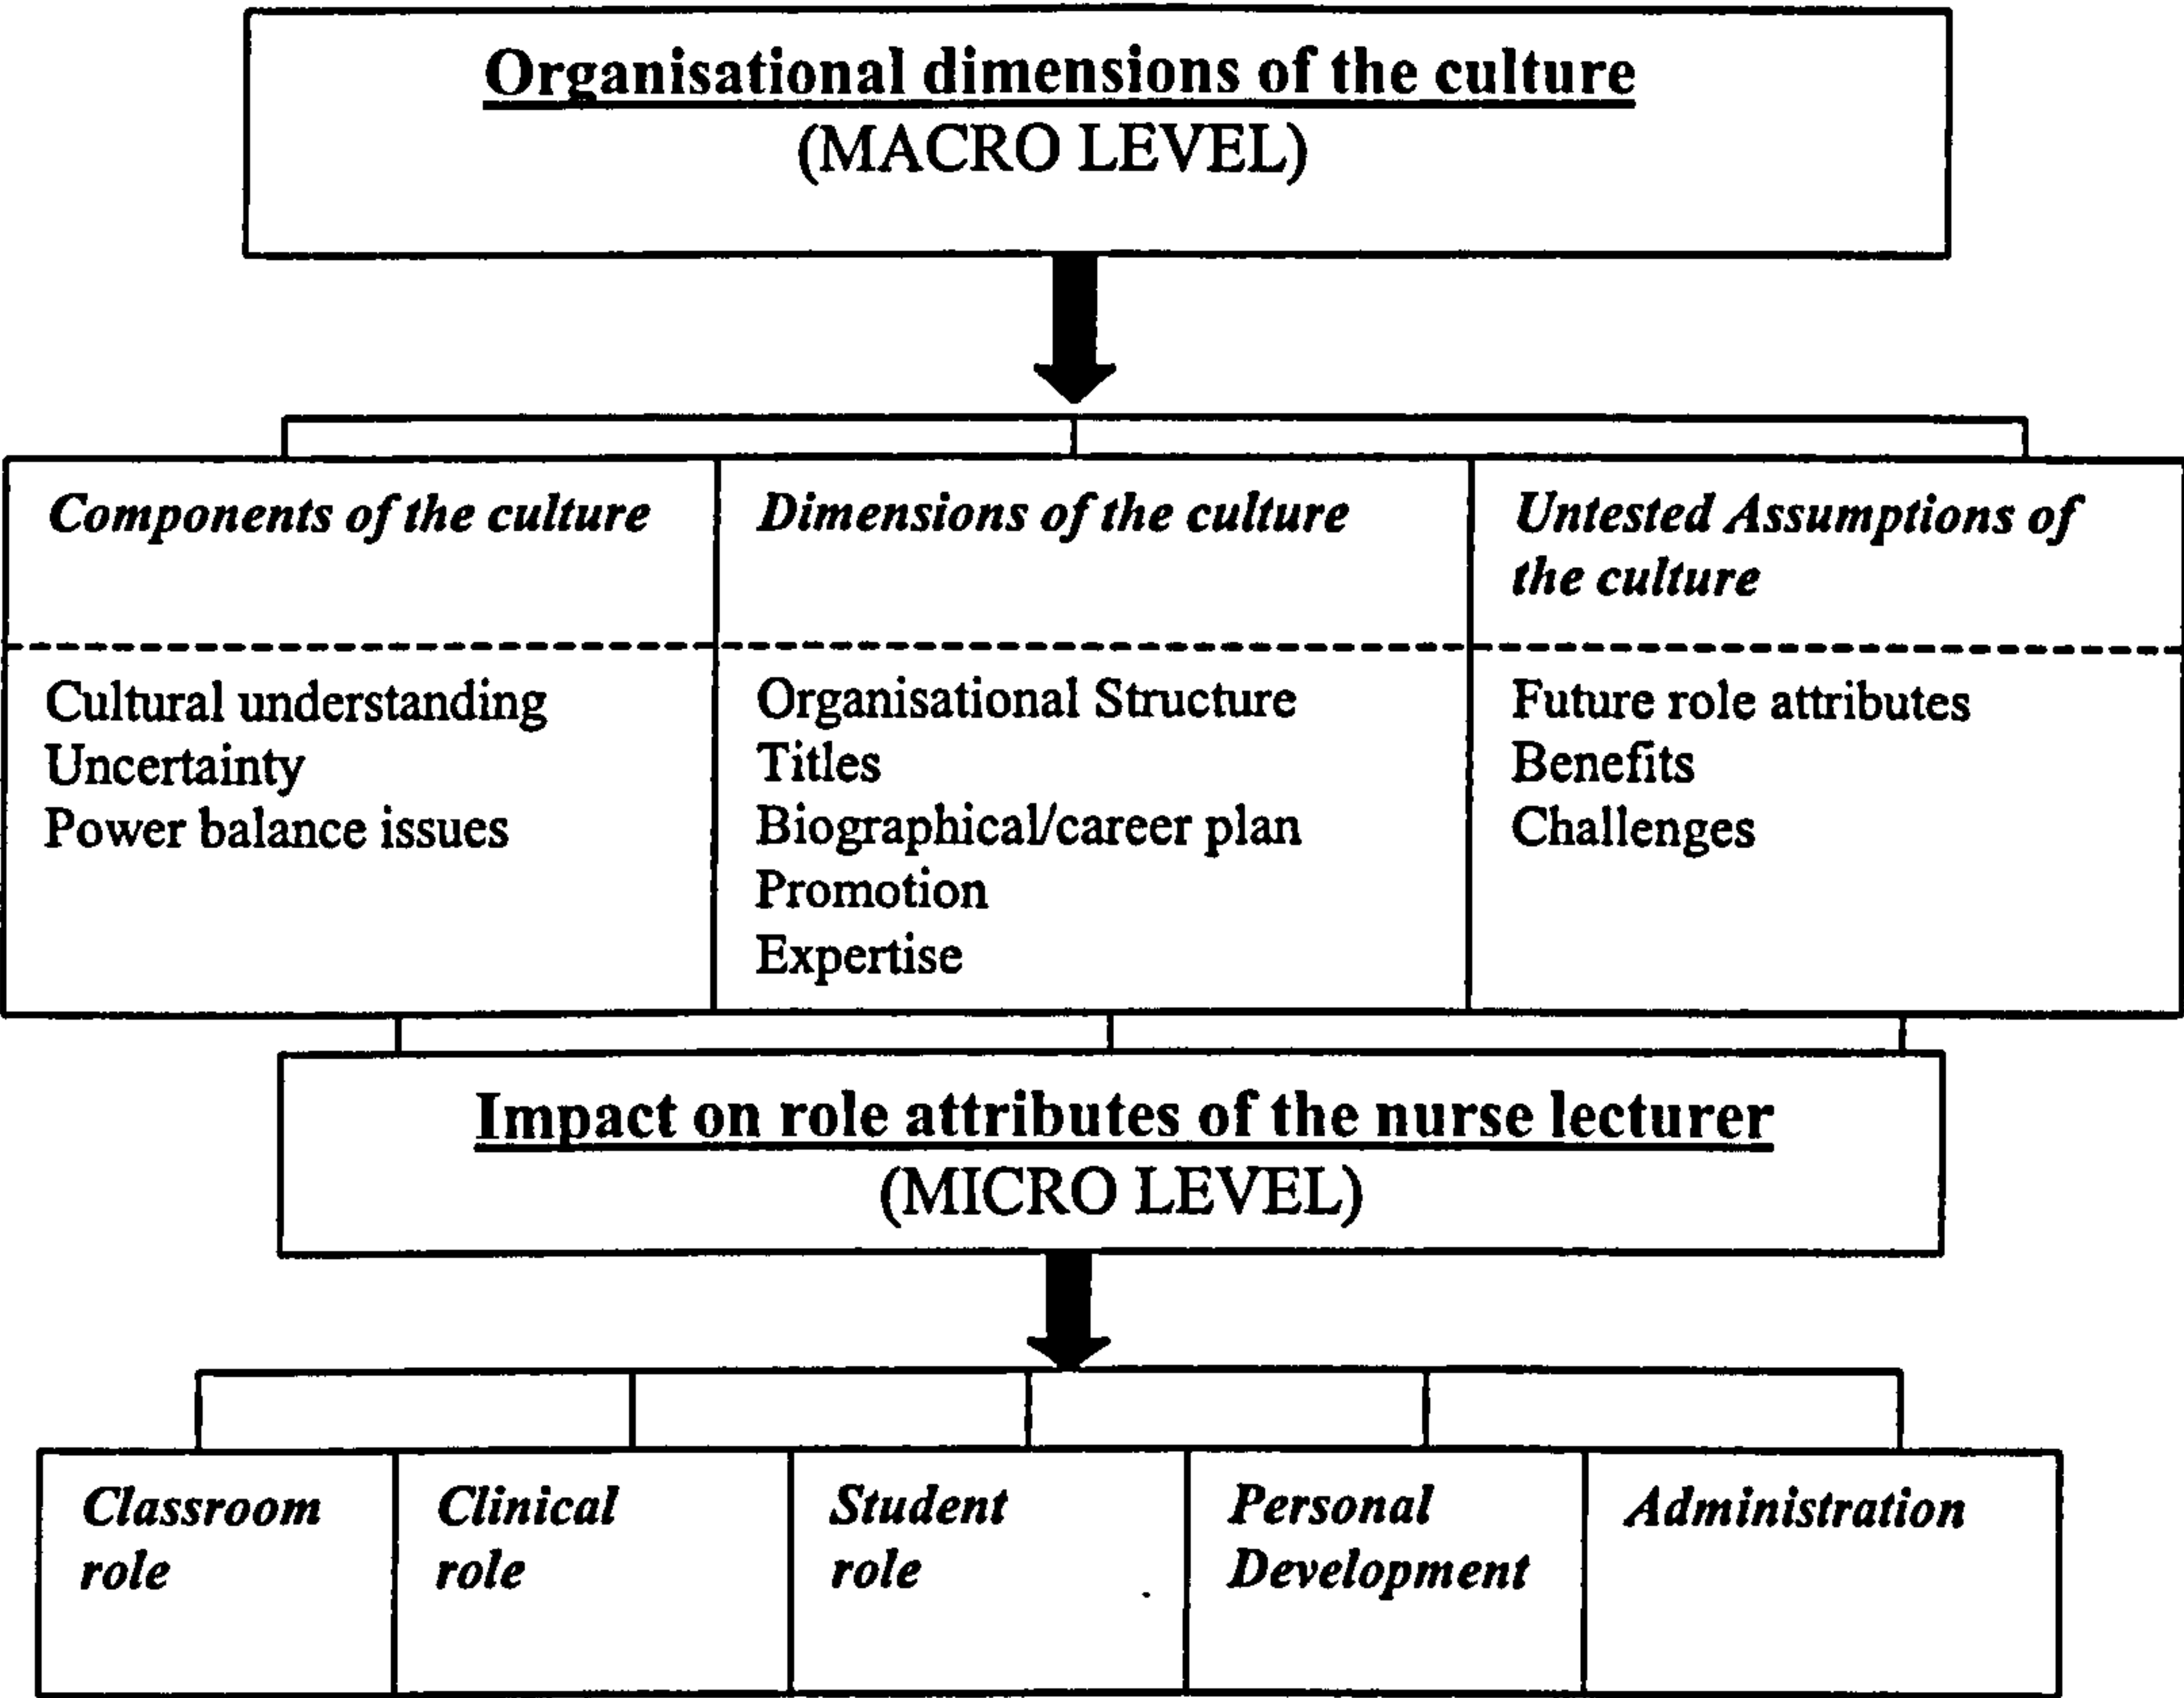 Organisational dimensions of the culture
(MACRO LEVEL)
Components of the culture
Cultural understanding
Uncertainty
Power balance issues
Dimensions of the culture
Organisational Structure
Titles
Biographical/career plan
Promotion
Expertise
Untested Assumptions of
the culture
Future role attributes
Benefits
Challenges
Impact on role attributes of the nurse lecturer
(MICRO LEVEL)
Classroom
role
Clinical
role
Student
role
Personal
Development
Administration